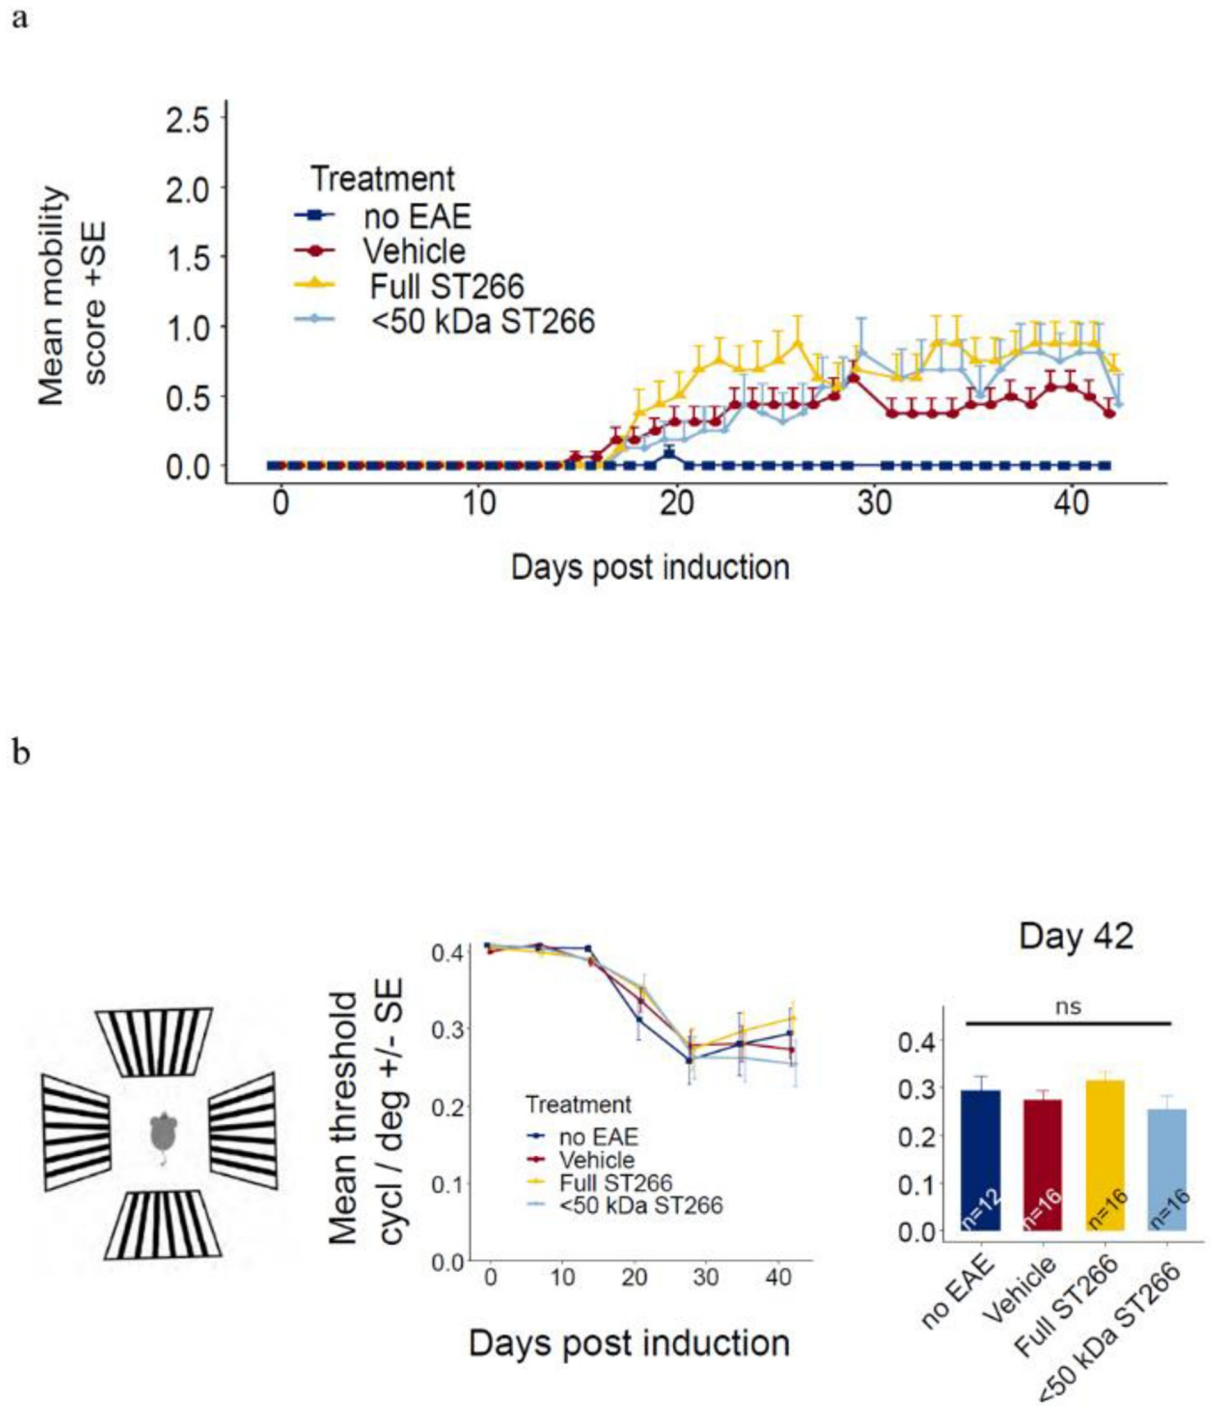 a
2.5
2.0
1.5
1.0
0.5
0.0
Mean mobility
score +SE
Treatment
no EAE
Vehicle
Full ST266
<50 kDa ST266
0 10 20 30 40
Days post induction
b
0.4
0.3
0.2
0.1
0.0
Mean threshold
cycl / deg +/- SE
Treatment
no EAE
Vehicle
Full ST266
<50 kDa ST266
0 10 20 30 40
Days post induction
Day 42
ns
0.4
0.3
0.2
0.1
0.0
n=12
n=16
n=16
n=16
no EAE
Vehicle
Full ST266
<50 kDa ST266